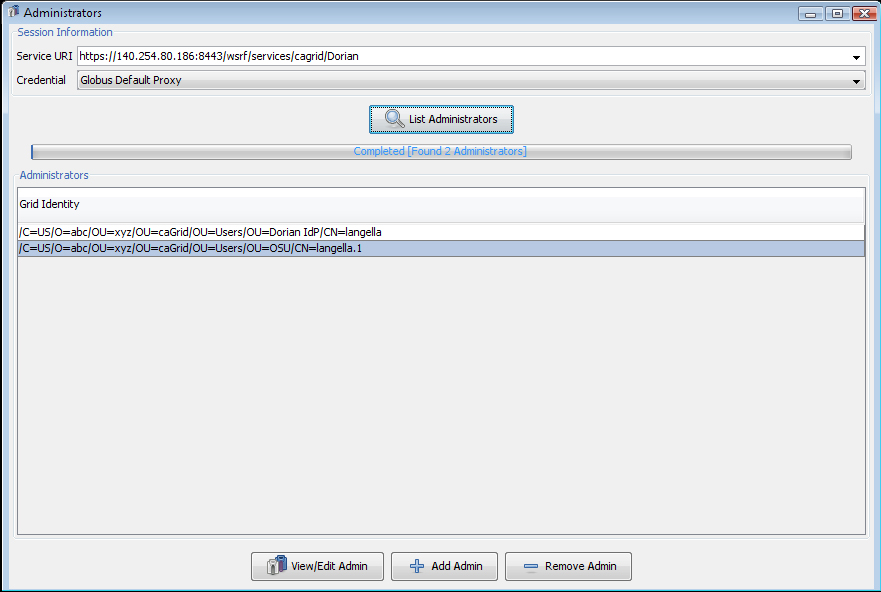 Administrators
Session Information
Service URI https://140.254.80.186:8443/wsrf/services/cagrid/Dorian
Credential Globus Default Proxy
List Administrators
Completed [Found 2 Administrators]
Administrators
Grid Identity
/C=US/O=abc/OU=xyz/OU=caGrid/OU=Users/OU=Dorian IdP/CN=langella
/C=US/O=abc/OU=xyz/OU=caGrid/OU=Users/OU=OSU/CN=langella.1
View/Edit Admin Add Admin Remove Admin